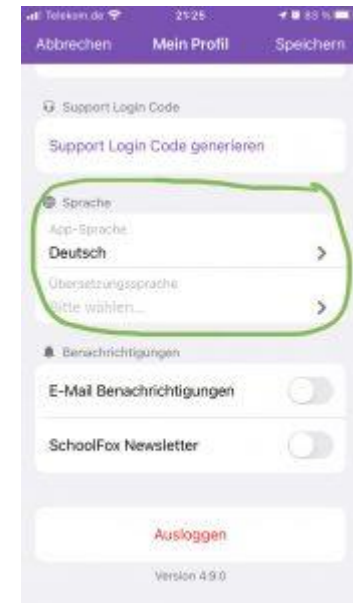 Telekom.de 21:25 83 %
Abbrechen Mein Profil Speichern
Support Login Code
Support Login Code generieren
Sprache
App-Sprache
Deutsch
Übersetzungssprache
Bitte wählen...
Benachrichtigungen
E-Mail Benachrichtigungen
SchoolFox Newsletter
Ausloggen
Version 4.9.0